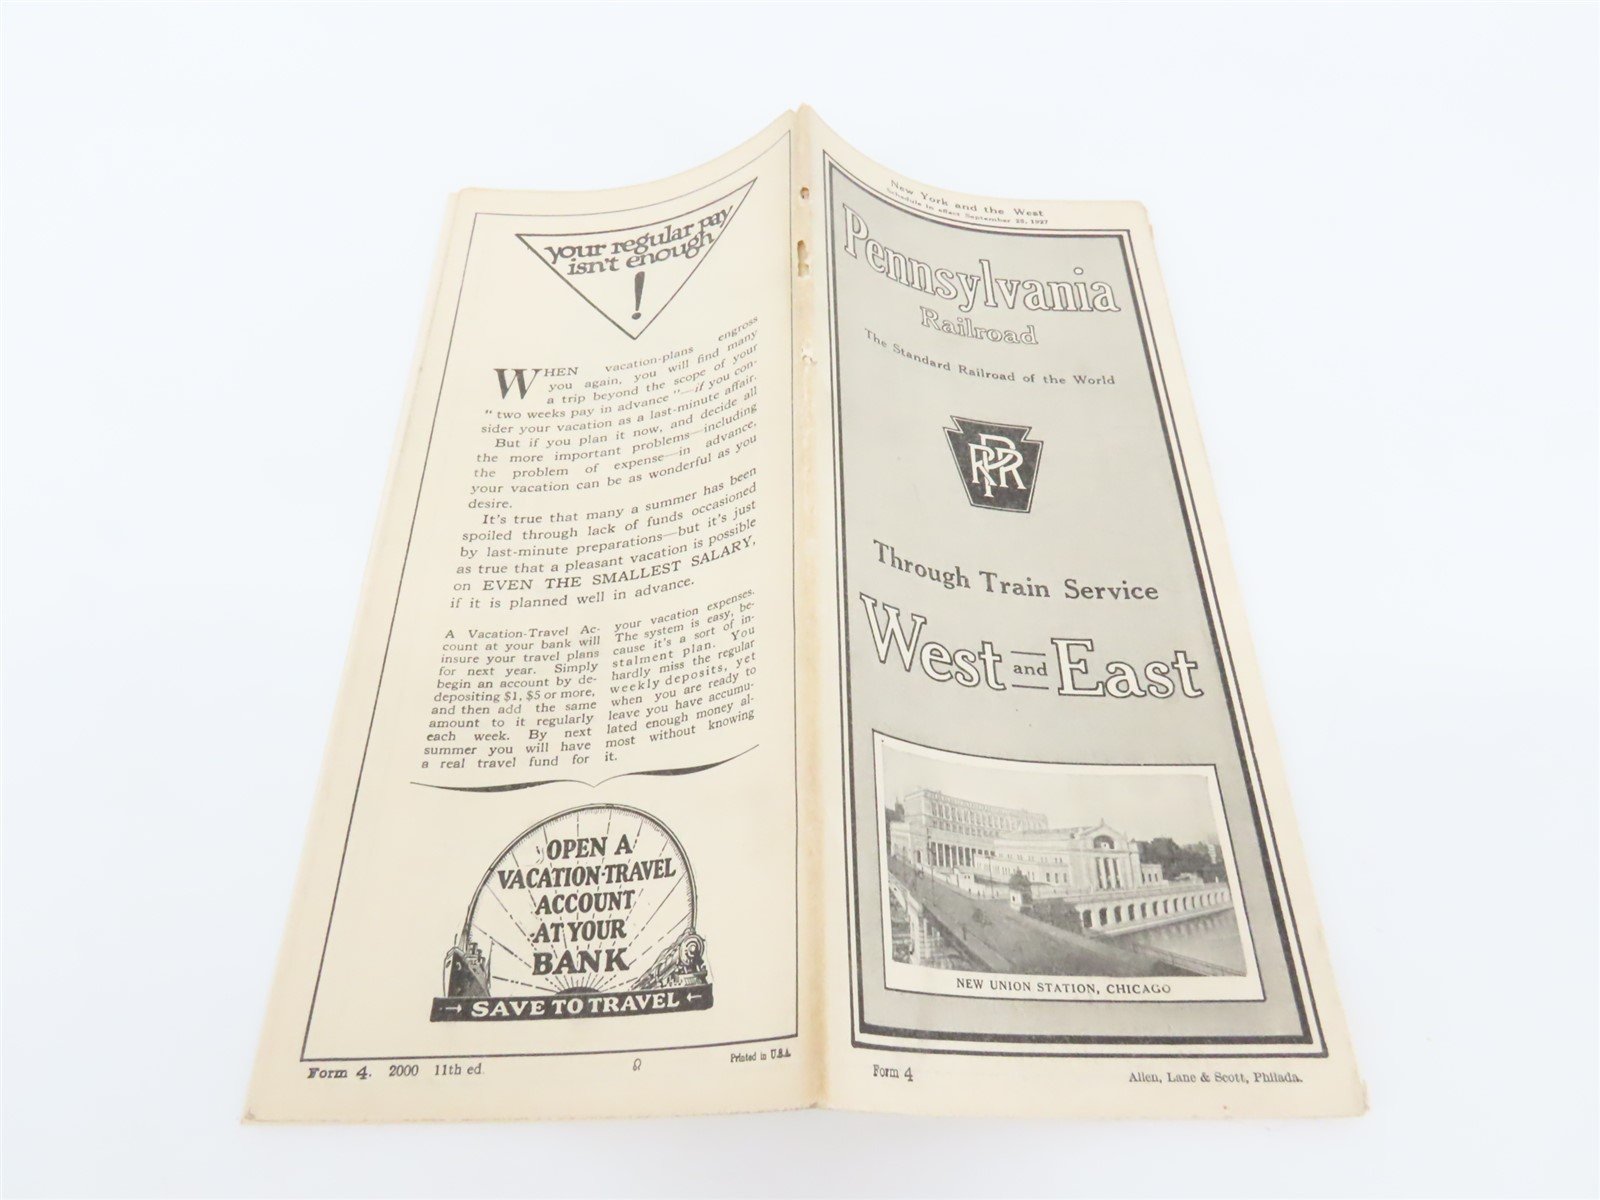 your regular pay
isn't enough
!
WHEN vacation-plans engross
you again, you will find many
a trip beyond the scope of your
"two weeks pay in advance"—if you con-
sider your vacation as a last-minute affair.
But if you plan it now, and decide all
the more important problems—including
the problem of expense—in advance,
your vacation can be as wonderful as you
desire.
It's true that many a summer has been
spoiled through lack of funds occasioned
by last-minute preparations—but it's just
as true that a pleasant vacation is possible
on EVEN THE SMALLEST SALARY,
if it is planned well in advance.
A Vacation-Travel Ac-
count at your bank will
insure your travel plans
for next year. Simply
begin an account by de-
depositing $1, $5 or more,
and then add the same
amount to it regularly
each week. By next
summer you will have
a real travel fund for
your vacation expenses.
The system is easy, be-
cause it's a sort of in-
stalment plan. You
hardly miss the regular
weekly deposits, yet
when you are ready to
leave you have accumu-
lated enough money al-
most without knowing
it.
OPEN A
VACATION-TRAVEL
ACCOUNT
AT YOUR
BANK
SAVE TO TRAVEL
Form 4. 2000 11th ed.
Printed in U.S.A.
New York and the West
Schedule in effect September 25, 1927
Pennsylvania
Railroad
The Standard Railroad of the World
PRR
Through Train Service
West and East
NEW UNION STATION, CHICAGO
Form 4
Allen, Lane & Scott, Philada.